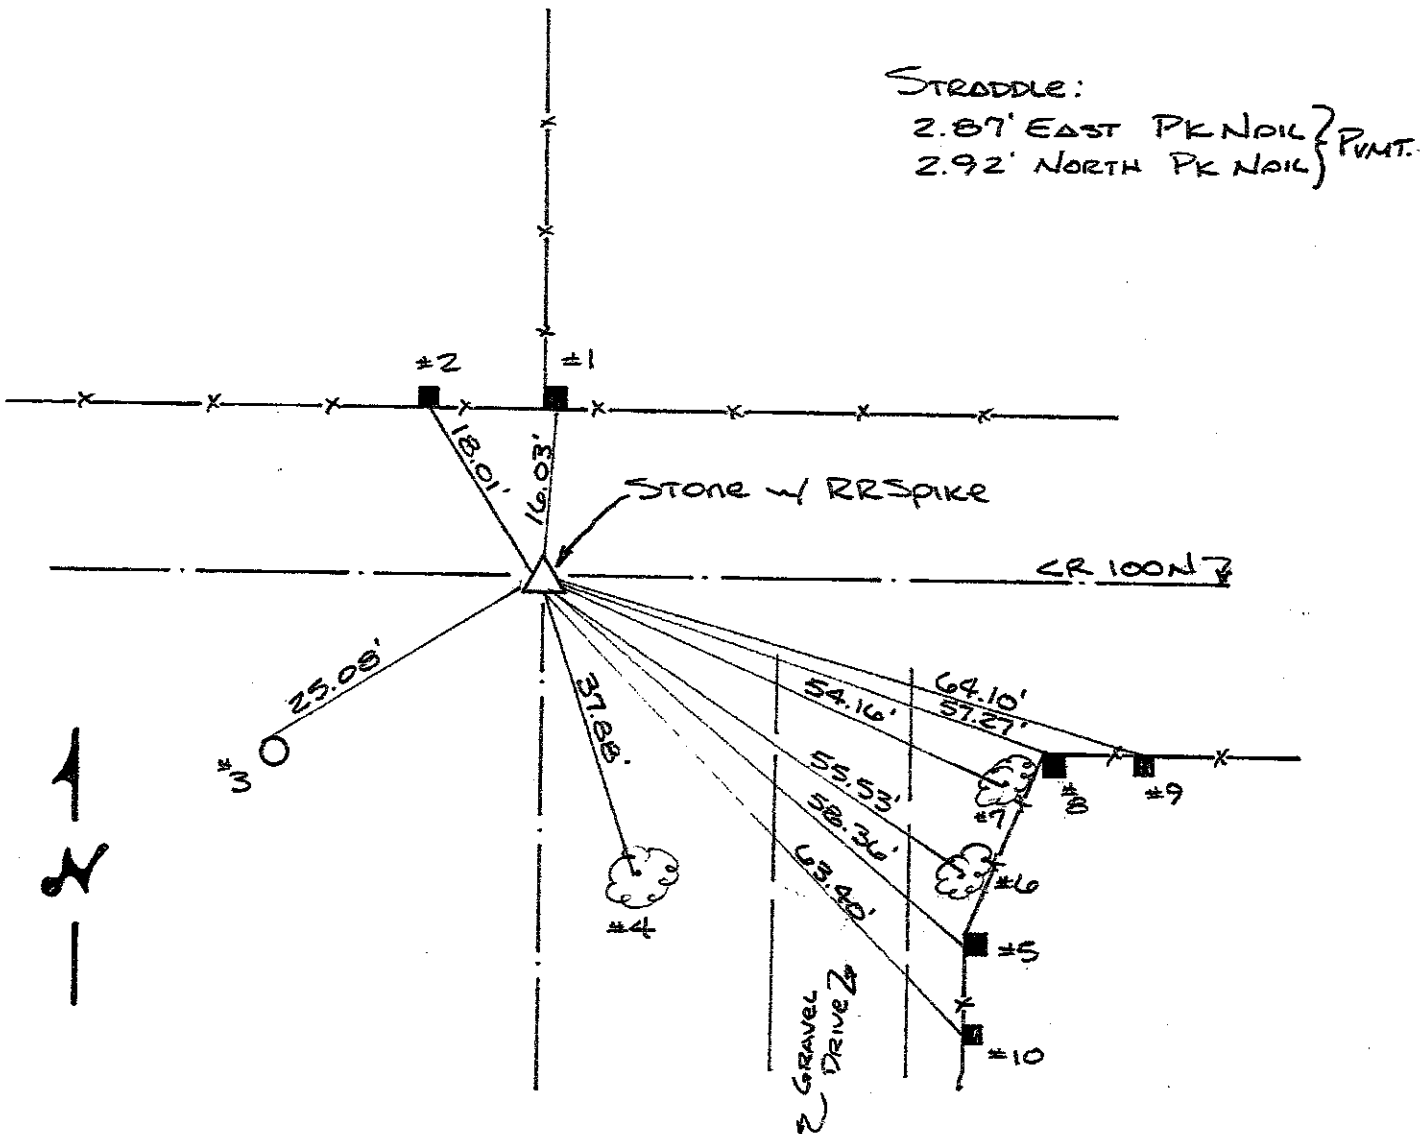 STRADDLE:
2.87' EAST PK NAIL } PVMT.
2.92' NORTH PK NAIL }
#2
#1
18.01'
16.03'
STONE w/ RR SPIKE
CR 100N
25.08'
37.88'
64.10'
57.27'
54.16'
55.53'
58.36'
63.40'
#3
#4
#7
#8
#9
#6
#5
GRAVEL
DRIVE
#10
N